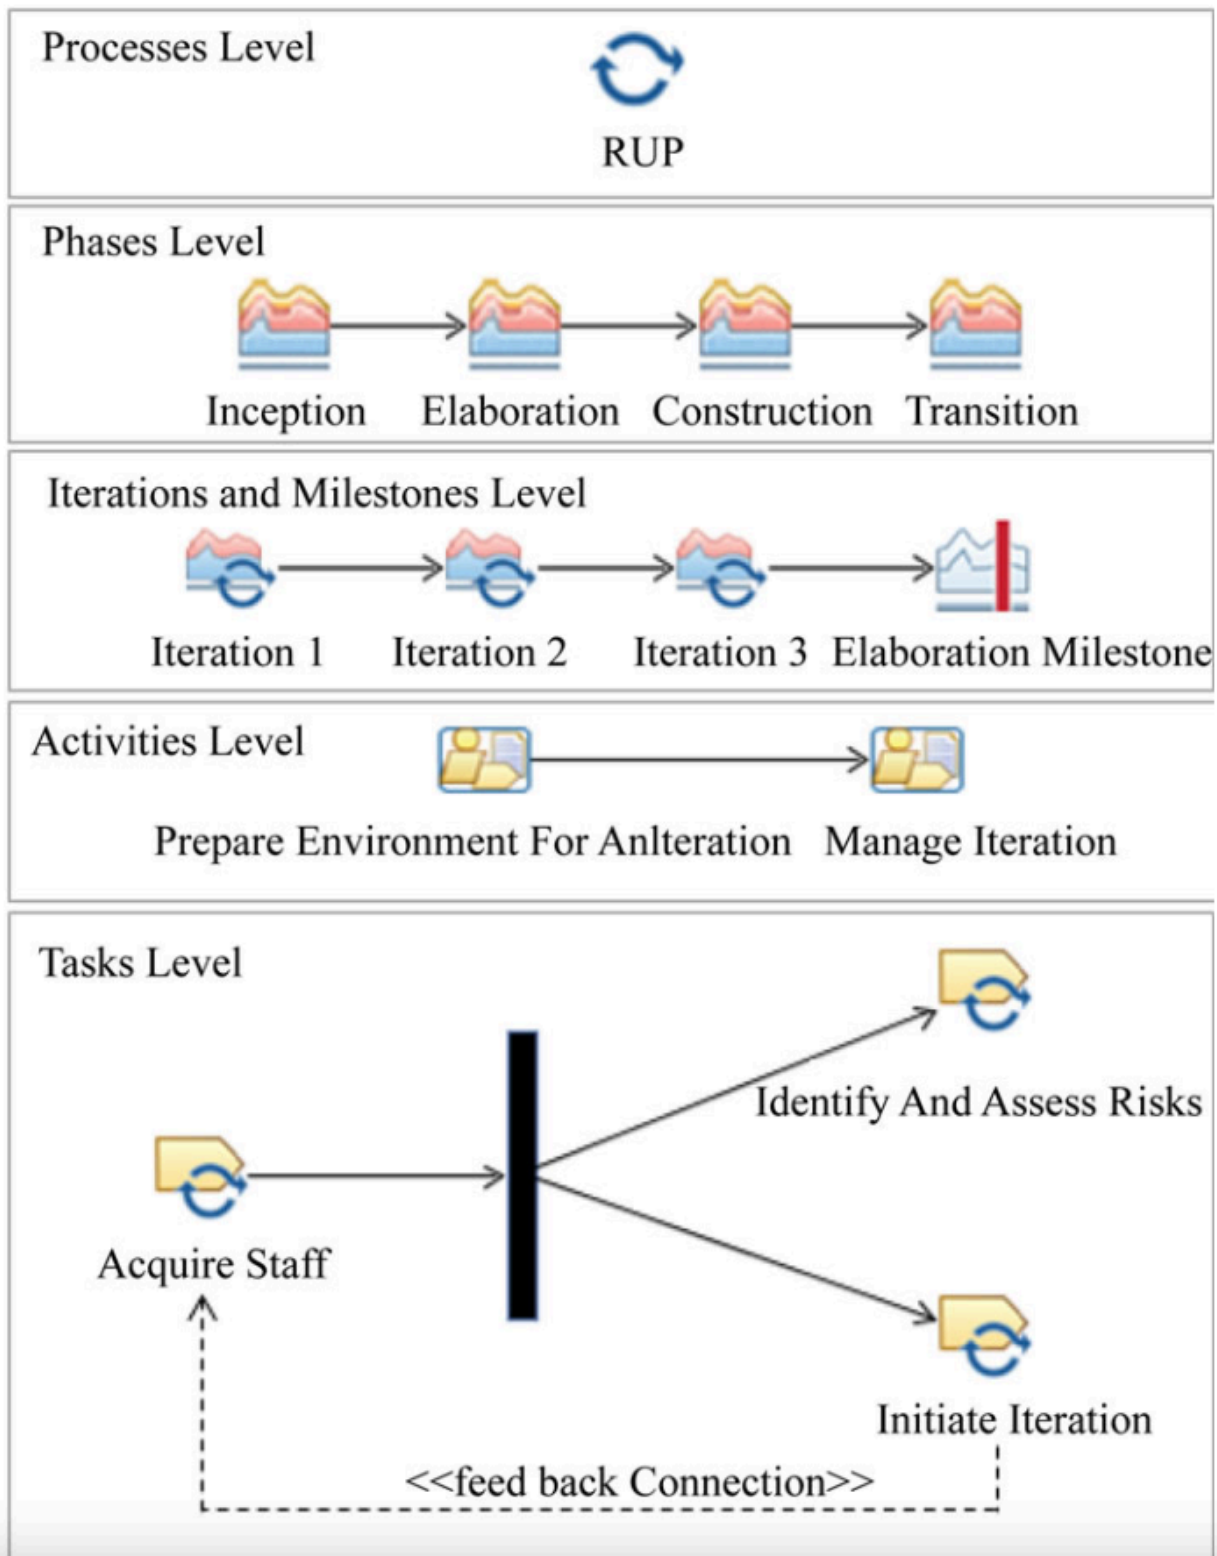 Processes Level
RUP
Phases Level
Inception Elaboration Construction Transition
Iterations and Milestones Level
Iteration 1 Iteration 2 Iteration 3 Elaboration Milestone
Activities Level
Prepare Environment For Anlteration Manage Iteration
Tasks Level
Identify And Assess Risks
Acquire Staff
Initiate Iteration
<<feed back Connection>>